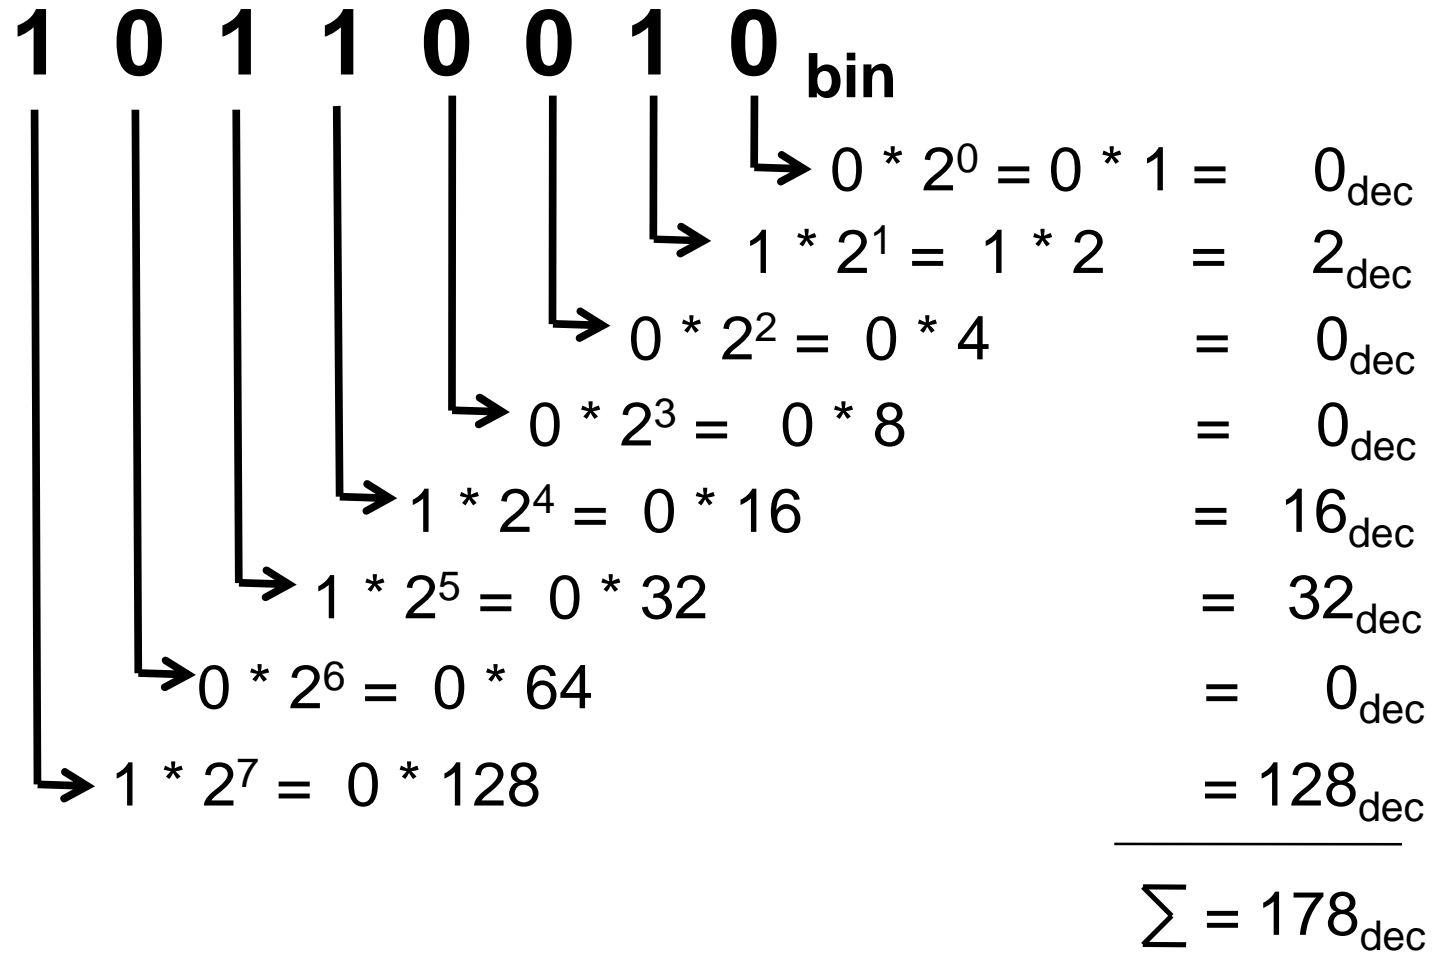 1 0 1 1 0 0 1 0 bin
0 * 2⁰ = 0 * 1 = 0dec
1 * 2¹ = 1 * 2 = 2dec
0 * 2² = 0 * 4 = 0dec
0 * 2³ = 0 * 8 = 0dec
1 * 2⁴ = 0 * 16 = 16dec
1 * 2⁵ = 0 * 32 = 32dec
0 * 2⁶ = 0 * 64 = 0dec
1 * 2⁷ = 0 * 128 = 128dec
∑ = 178dec